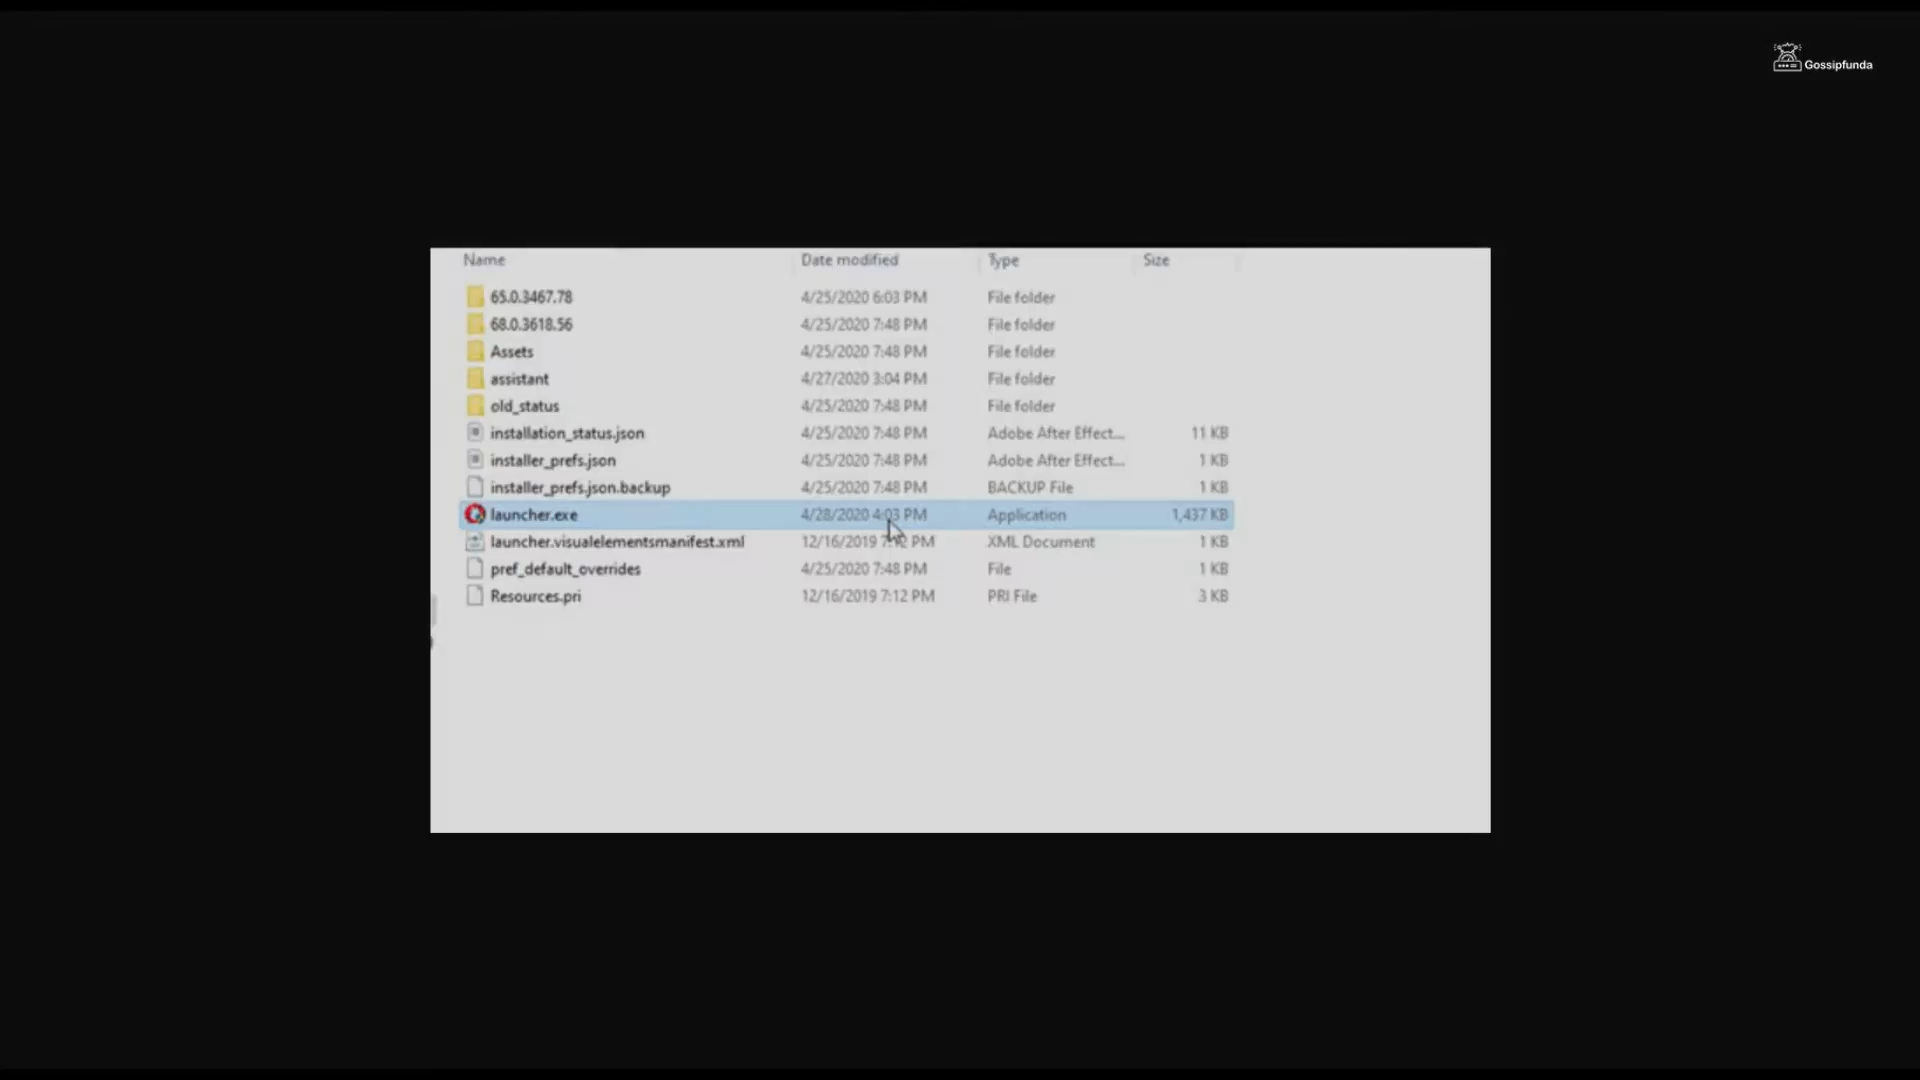 Gossipfunda
Name Date modified Type Size
65.0.3467.78 4/25/2020 6:03 PM File folder
68.0.3618.56 4/25/2020 7:48 PM File folder
Assets 4/25/2020 7:48 PM File folder
assistant 4/27/2020 3:04 PM File folder
old_status 4/25/2020 7:48 PM File folder
installation_status.json 4/25/2020 7:48 PM Adobe After Effect... 11 KB
installer_prefs.json 4/25/2020 7:48 PM Adobe After Effect... 1 KB
installer_prefs.json.backup 4/25/2020 7:48 PM BACKUP File 1 KB
launcher.exe 4/28/2020 4:03 PM Application 1,437 KB
launcher.visualelementsmanifest.xml 12/16/2019 7:12 PM XML Document 1 KB
pref_default_overrides 4/25/2020 7:48 PM File 1 KB
Resources.pri 12/16/2019 7:12 PM PRI File 3 KB